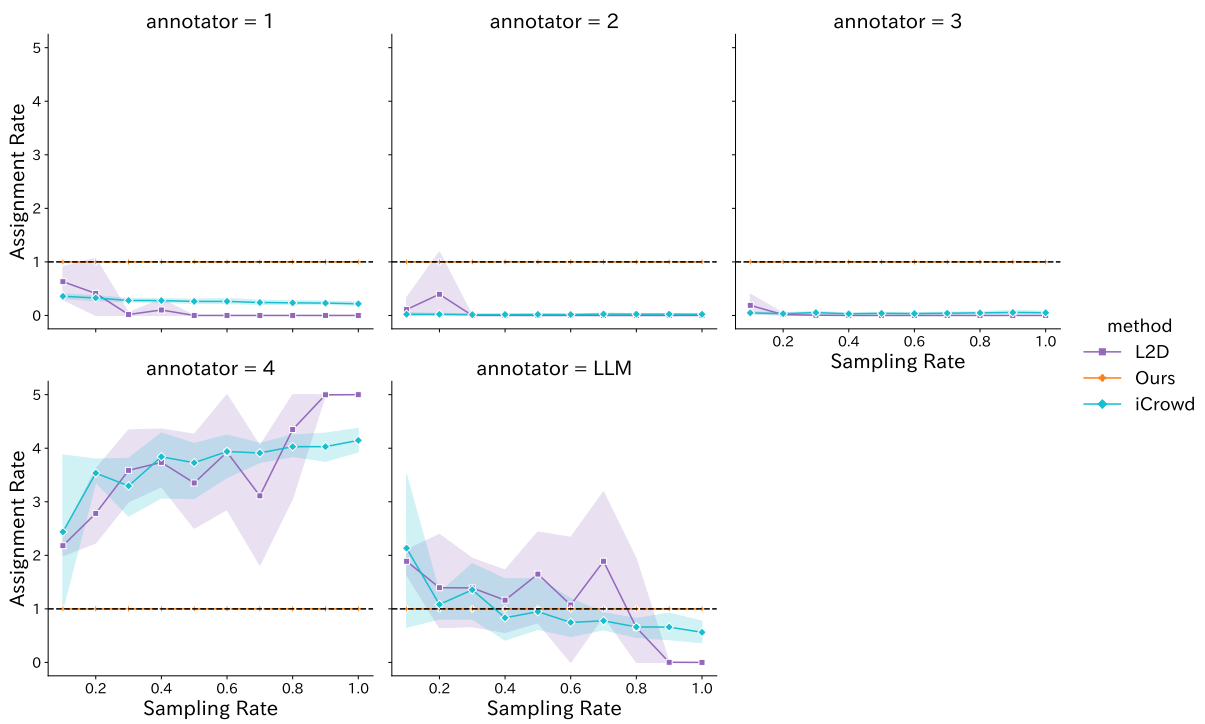 annotator = 1
annotator = 2
annotator = 3
Assignment Rate
5
4
3
2
1
0
0.2 0.4 0.6 0.8 1.0
Sampling Rate
method
L2D
Ours
iCrowd
annotator = 4
annotator = LLM
Assignment Rate
5
4
3
2
1
0
0.2 0.4 0.6 0.8 1.0
Sampling Rate
0.2 0.4 0.6 0.8 1.0
Sampling Rate